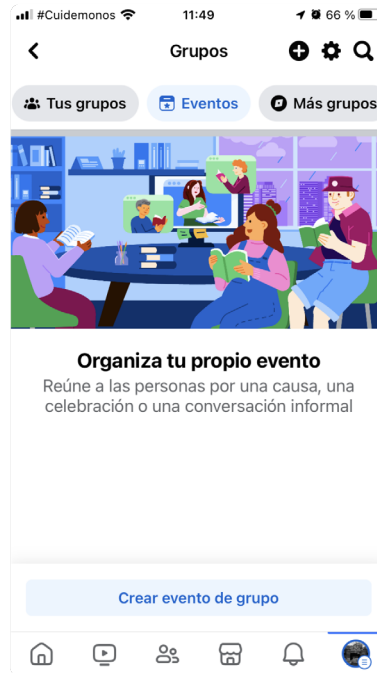 #Cuidemonos 11:49 66 %
Grupos
Tus grupos Eventos Más grupos
Organiza tu propio evento
Reúne a las personas por una causa, una
celebración o una conversación informal
Crear evento de grupo